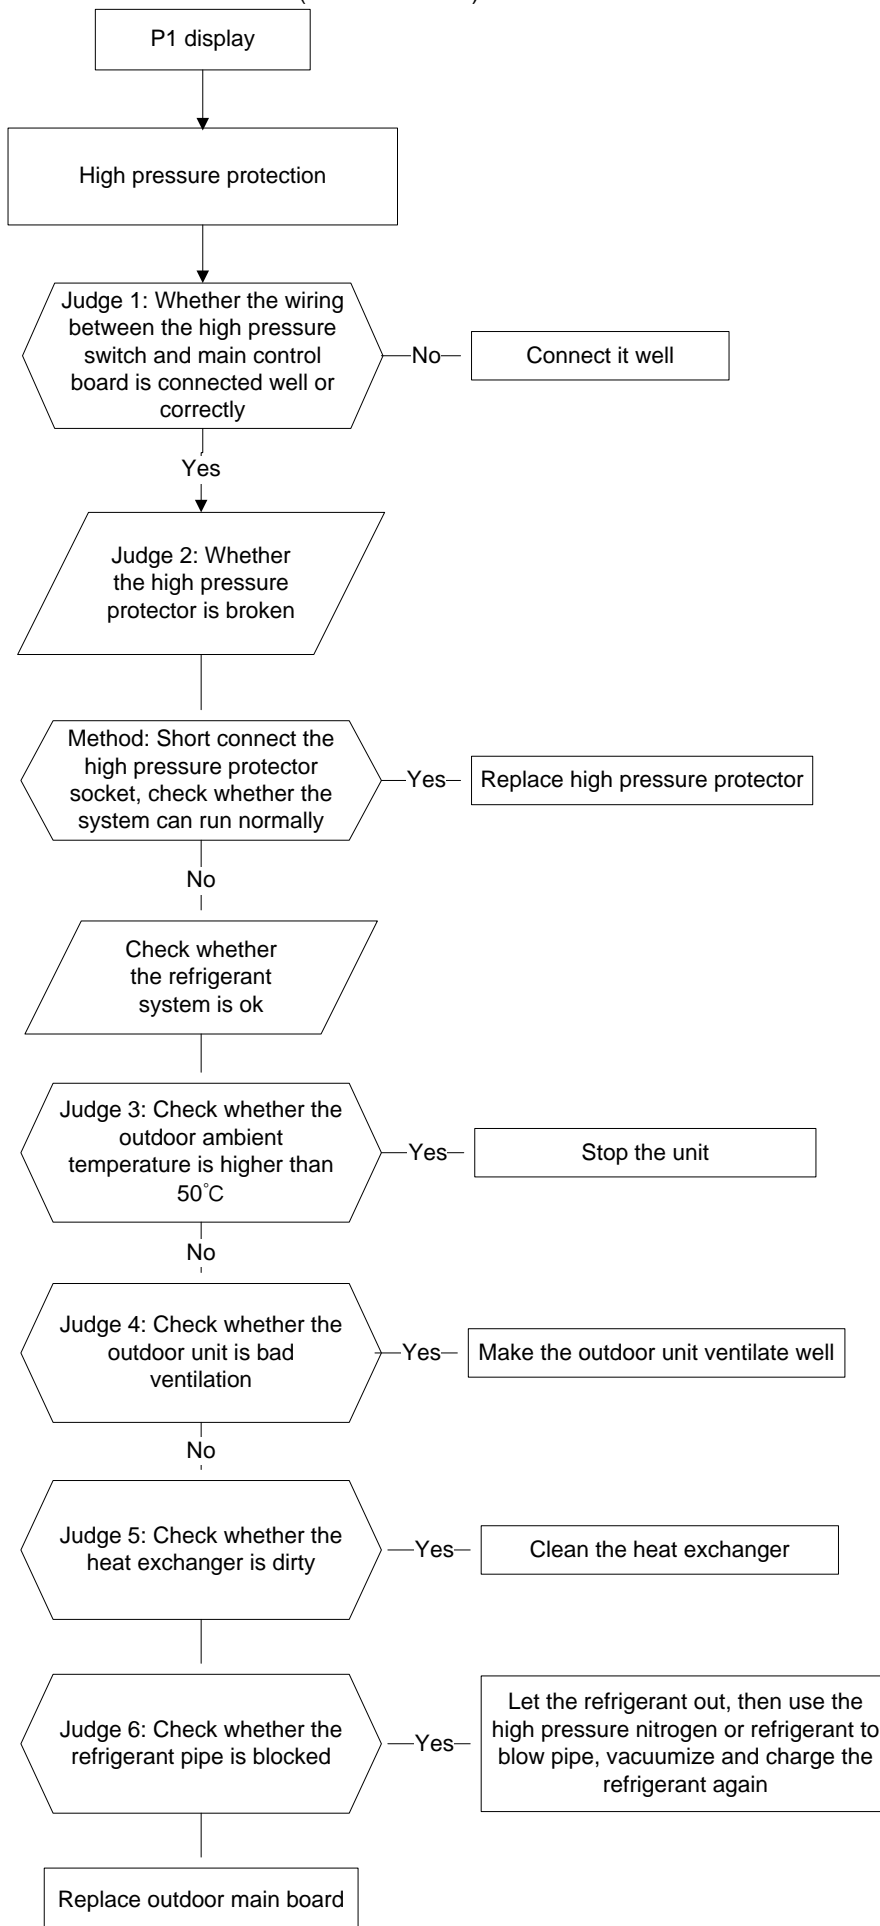 P1 display
High pressure protection
Judge 1: Whether the wiring
between the high pressure
switch and main control
board is connected well or
correctly
No
Connect it well
Yes
Judge 2: Whether
the high pressure
protector is broken
Method: Short connect the
high pressure protector
socket, check whether the
system can run normally
Yes
Replace high pressure protector
No
Check whether
the refrigerant
system is ok
Judge 3: Check whether the
outdoor ambient
temperature is higher than
50℃
Yes
Stop the unit
No
Judge 4: Check whether the
outdoor unit is bad
ventilation
Yes
Make the outdoor unit ventilate well
No
Judge 5: Check whether the
heat exchanger is dirty
Yes
Clean the heat exchanger
Judge 6: Check whether the
refrigerant pipe is blocked
Yes
Let the refrigerant out, then use the
high pressure nitrogen or refrigerant to
blow pipe, vacuumize and charge the
refrigerant again
Replace outdoor main board